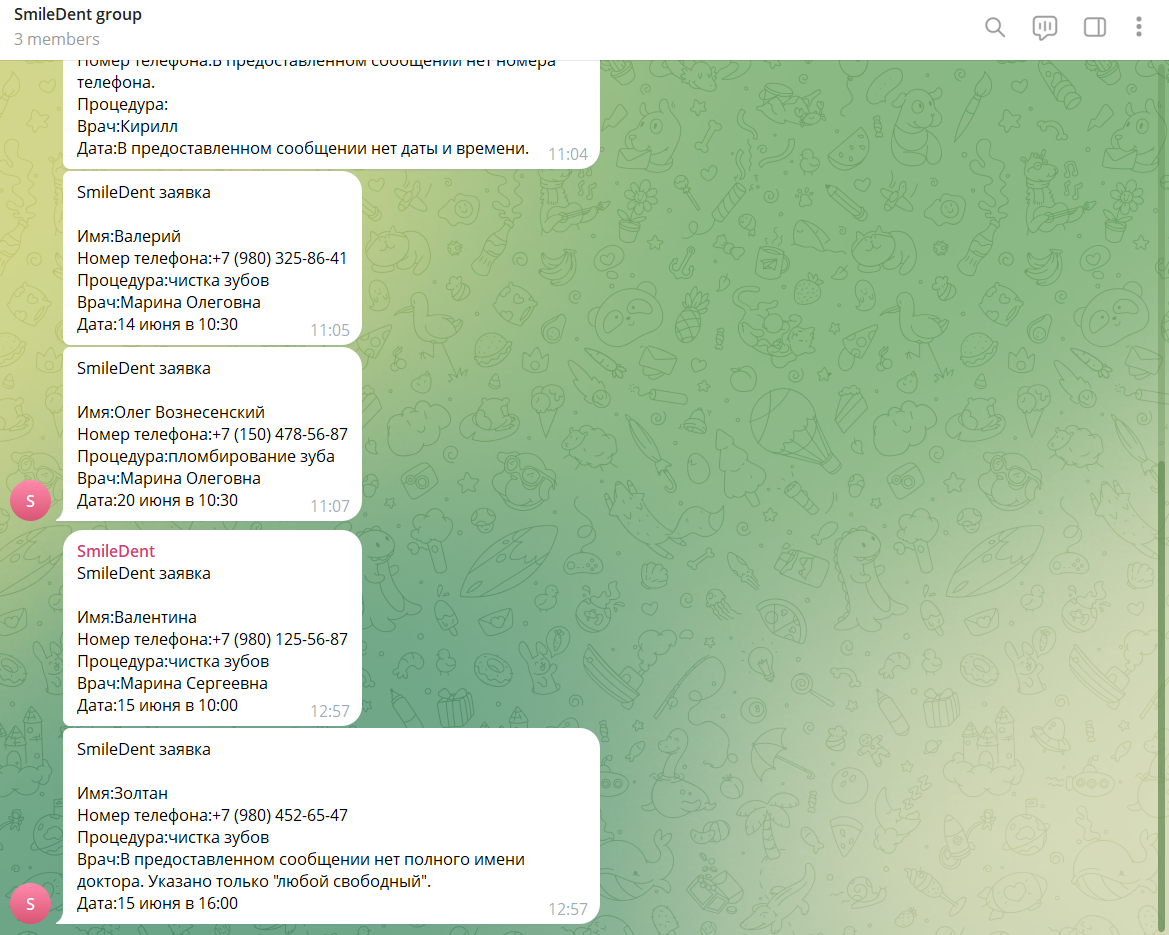 SmileDent group
3 members
Номер телефона:В предоставленном сообщении нет номера
телефона.
Процедура:
Врач:Кирилл
Дата:В предоставленном сообщении нет даты и времени.
11:04
SmileDent заявка
Имя:Валерий
Номер телефона:+7 (980) 325-86-41
Процедура:чистка зубов
Врач:Марина Олеговна
Дата:14 июня в 10:30
11:05
SmileDent заявка
Имя:Олег Вознесенский
Номер телефона:+7 (150) 478-56-87
Процедура:пломбирование зуба
Врач:Марина Олеговна
Дата:20 июня в 10:30
11:07
S
SmileDent
SmileDent заявка
Имя:Валентина
Номер телефона:+7 (980) 125-56-87
Процедура:чистка зубов
Врач:Марина Сергеевна
Дата:15 июня в 10:00
12:57
SmileDent заявка
Имя:Золтан
Номер телефона:+7 (980) 452-65-47
Процедура:чистка зубов
Врач:В предоставленном сообщении нет полного имени
доктора. Указано только "любой свободный".
Дата:15 июня в 16:00
12:57
S